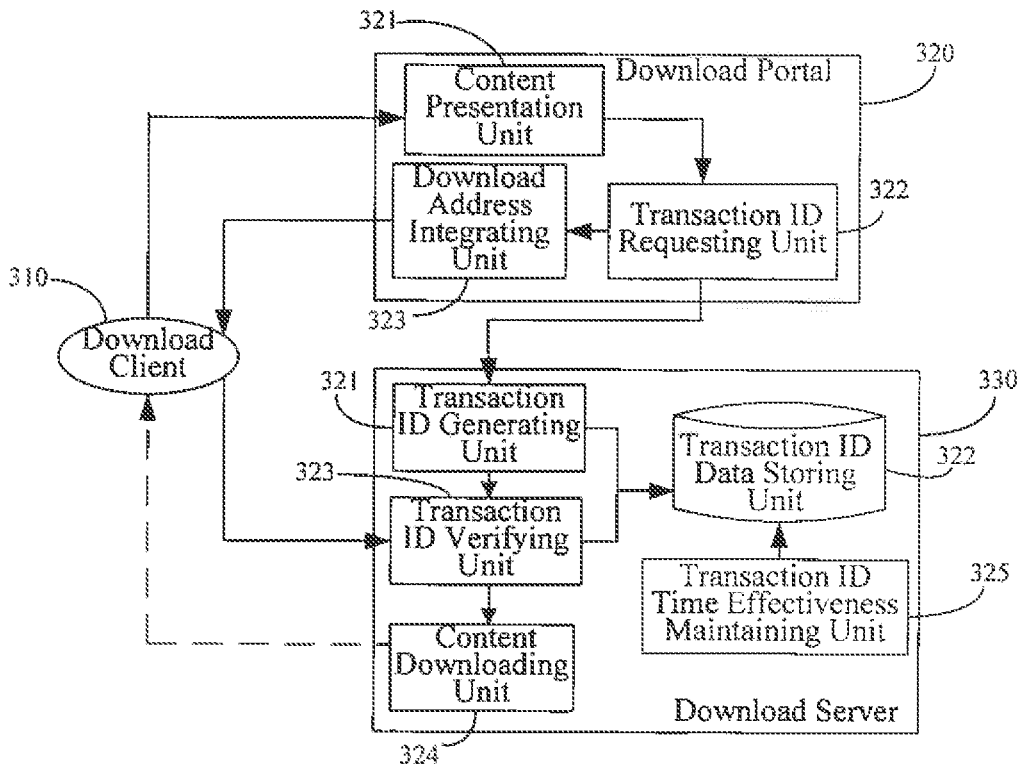 321
Download Portal
320
Content
Presentation
Unit
Download
Address
Integrating
Unit
322
Transaction ID
Requesting Unit
310
323
Download
Client
321
Transaction
ID Generating
Unit
330
Transaction ID
Data Storing
Unit
322
323
Transaction
ID Verifying
Unit
Transaction ID
Time Effectiveness
Maintaining Unit
325
Content
Downloading
Unit
Download Server
324